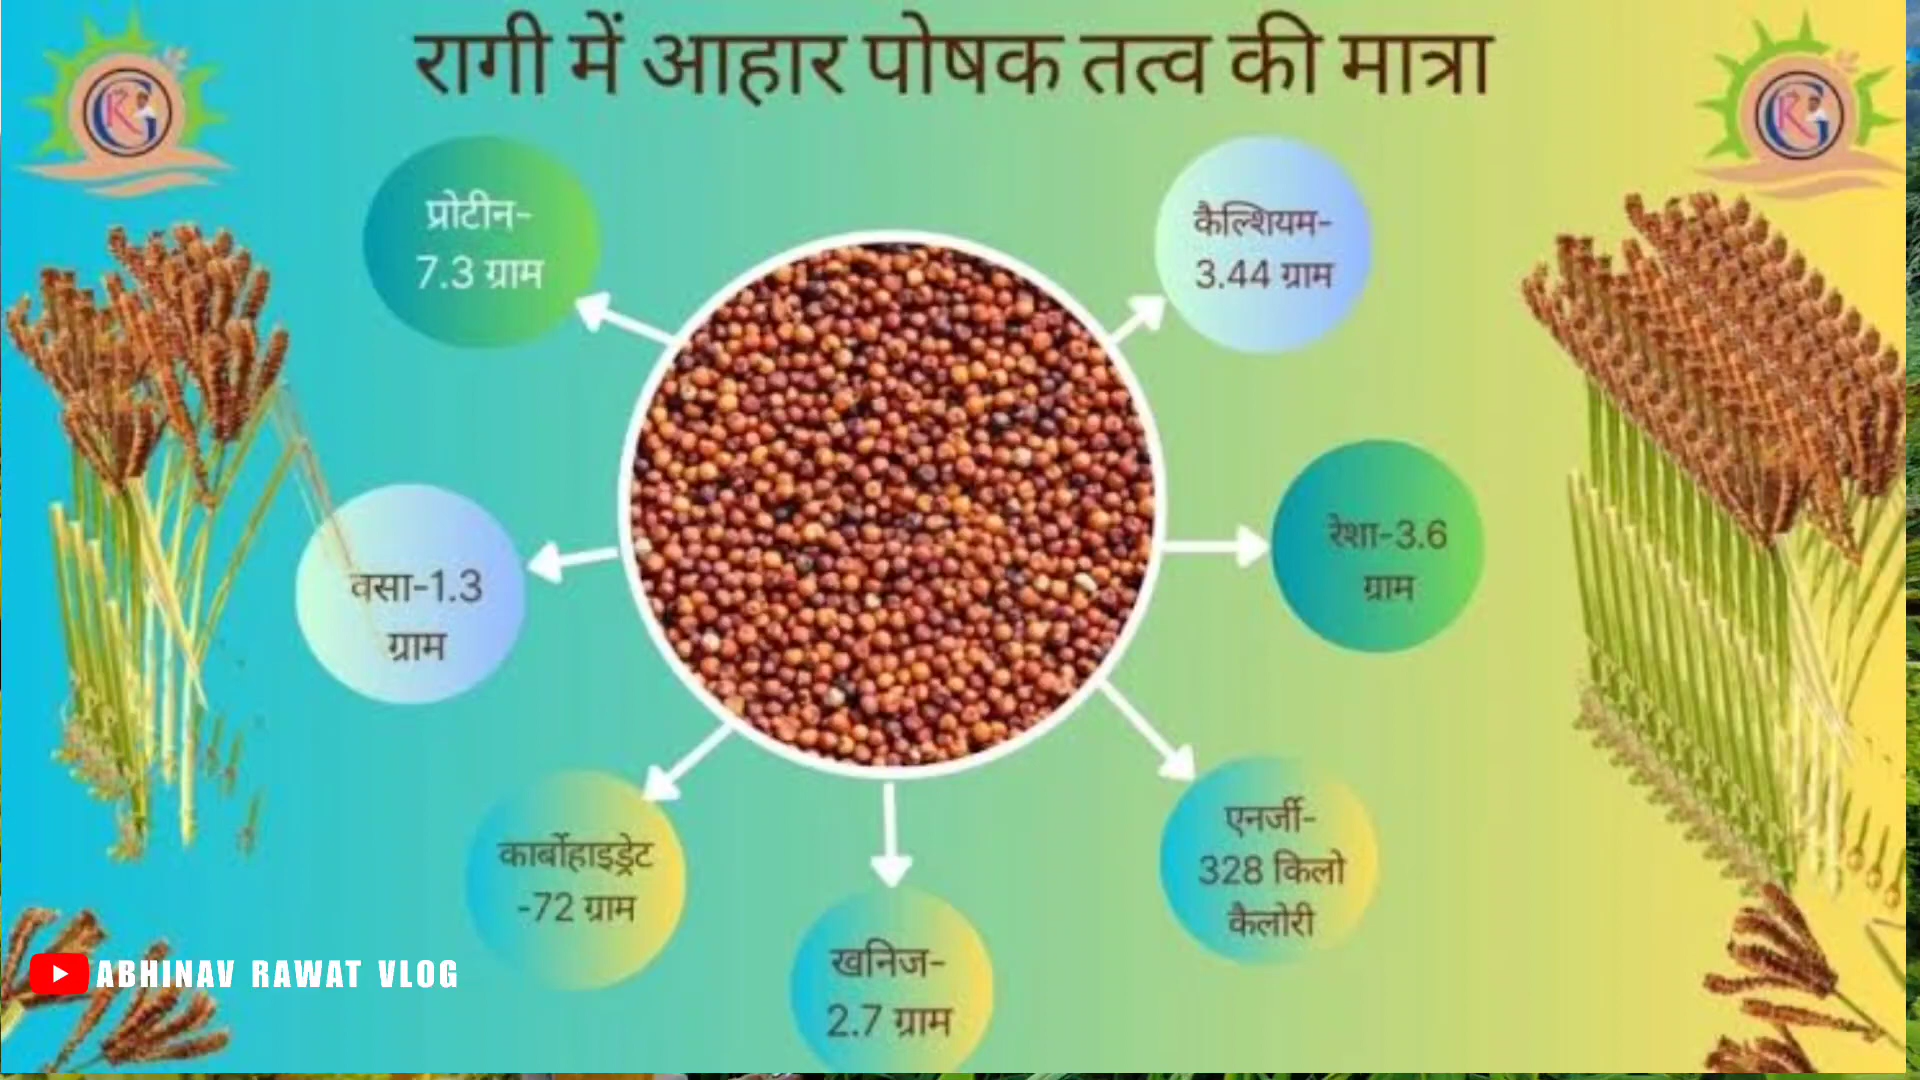 रागी में आहार पोषक तत्व की मात्रा
प्रोटीन-
7.3 ग्राम
कैल्शियम-
3.44 ग्राम
वसा-1.3
ग्राम
रेशा-3.6
ग्राम
कार्बोहाइड्रेट
-72 ग्राम
खनिज-
2.7 ग्राम
एनर्जी-
328 किलो
कैलोरी
ABHINAV RAWAT VLOG